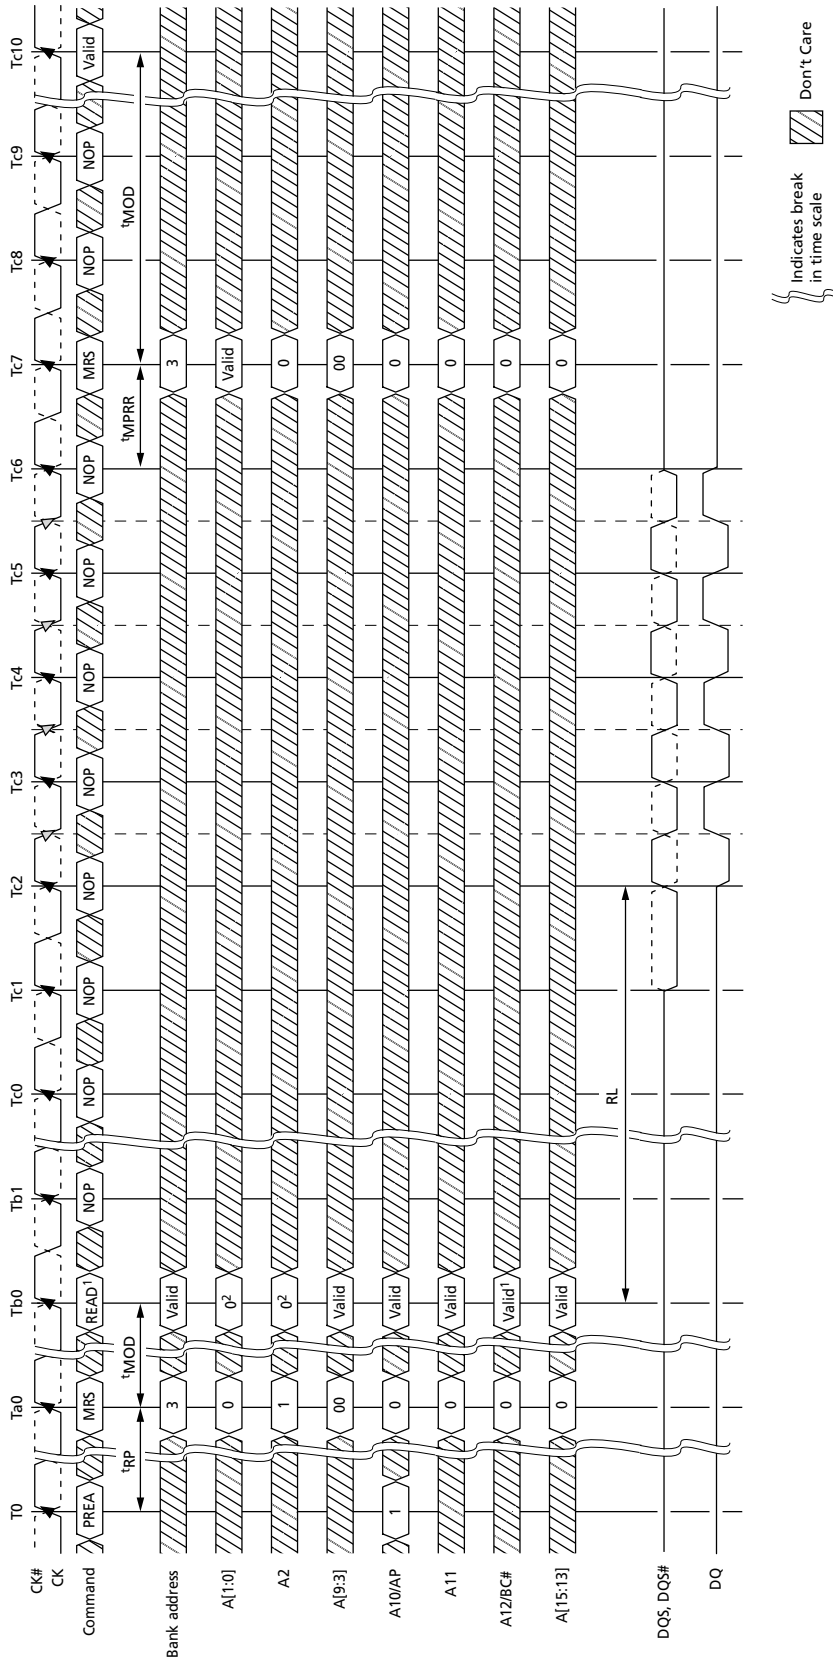 T0 Ta0 Tb0 Tb1 Tc0 Tc1 Tc2 Tc3 Tc4 Tc5 Tc6 Tc7 Tc8 Tc9 Tc10
CK#
CK
Command PREA MRS READ¹ NOP NOP NOP NOP NOP NOP NOP NOP MRS NOP NOP Valid
tRP tMOD tMPRR tMOD
Bank address 3 Valid 3
A[1:0] 0 0² Valid
A2 1 0² 0
A[9:3] 00 Valid 00
A10/AP 1 0 Valid 0
A11 0 Valid 0
A12/BC# 0 Valid¹ 0
A[15:13] 0 Valid 0
RL
DQS, DQS#
DQ
Indicates break
in time scale
Don't Care